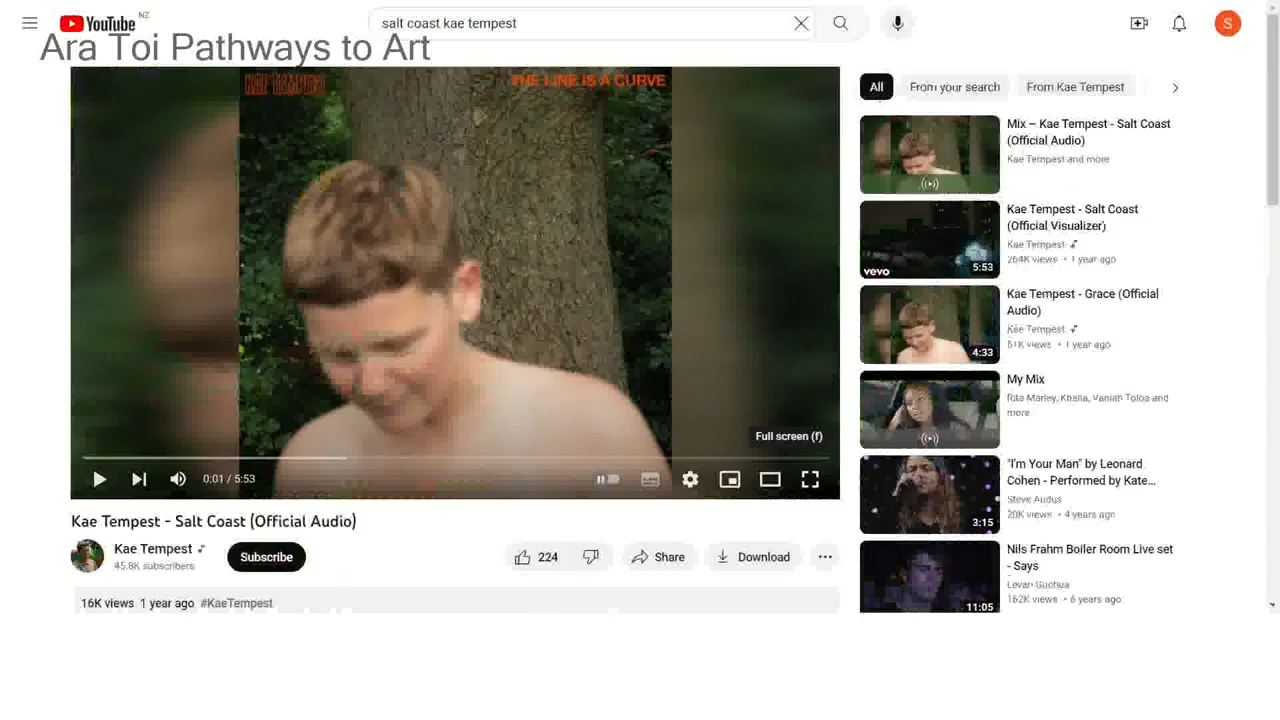 YouTube NZ
salt coast kae tempest
S
Ara Toi Pathways to Art
KAE TEMPEST
THE LINE IS A CURVE
All
From your search
From Kae Tempest
Mix – Kae Tempest - Salt Coast
(Official Audio)
Kae Tempest and more
Kae Tempest - Salt Coast
(Official Visualizer)
Kae Tempest
264K views • 1 year ago
vevo
5:53
Kae Tempest - Grace (Official
Audio)
Kae Tempest
51K views • 1 year ago
4:33
My Mix
Rita Marley, Khalia, Vanian Toloa and
more
Full screen (f)
"I'm Your Man" by Leonard
Cohen - Performed by Kate...
Steve Audus
20K views • 4 years ago
3:15
0:01 / 5:53
Kae Tempest - Salt Coast (Official Audio)
Kae Tempest
45.8K subscribers
Subscribe
224
Share
Download
Nils Frahm Boiler Room Live set
- Says
Levan Guchua
162K views • 6 years ago
11:05
16K views 1 year ago #KaeTempest